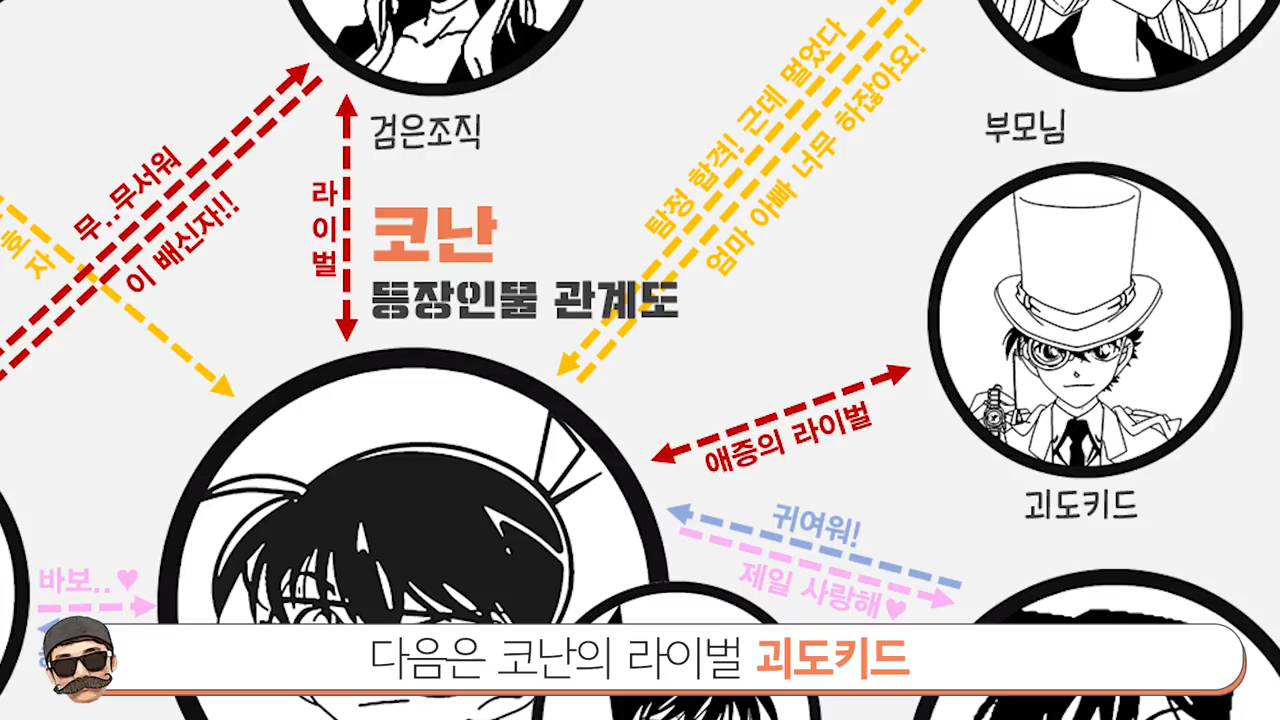 검은조직
부모님
탐정 합격! 근데 멀었다
엄마 아빠 너무 하잖아요!
무..무서워
이 배신자!!
호
자
라이벌
코난
등장인물 관계도
애증의 라이벌
괴도키드
귀여워!
제일 사랑해♥
바보..♥
다음은 코난의 라이벌 괴도키드